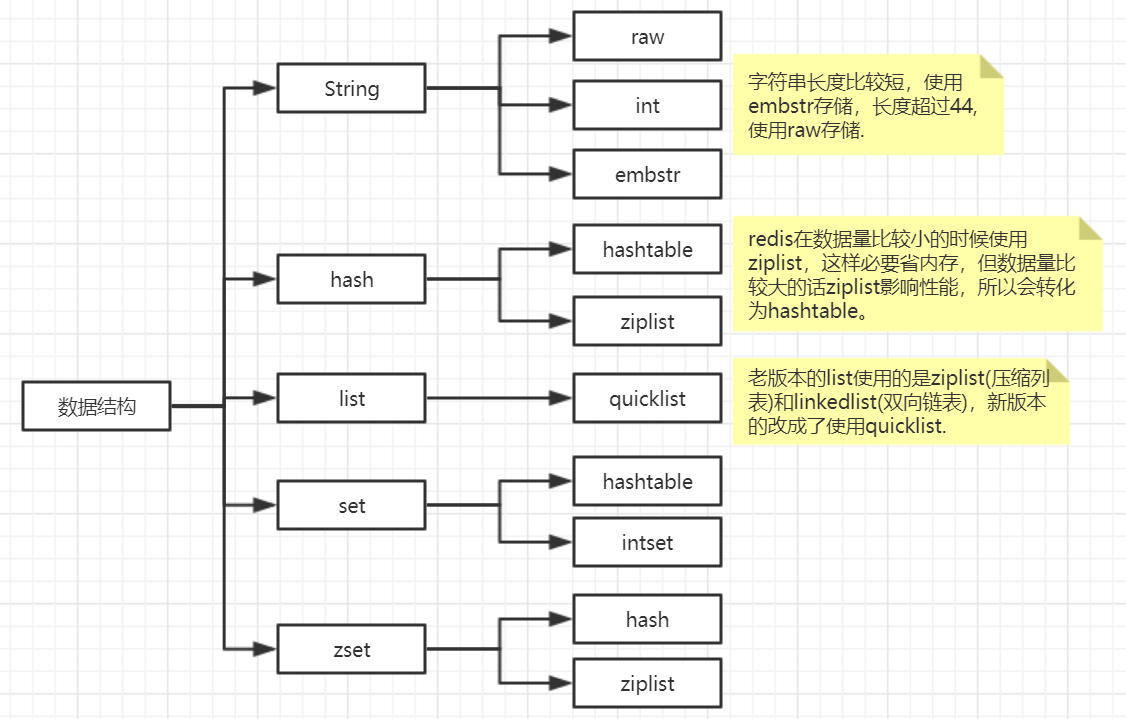 数据结构
String
raw
int
embstr
字符串长度比较短，使用
embstr存储，长度超过44,
使用raw存储.
hash
hashtable
ziplist
redis在数据量比较小的时候使用
ziplist，这样必要省内存，但数据量比
较大的话ziplist影响性能，所以会转化
为hashtable。
list
quicklist
老版本的list使用的是ziplist(压缩列
表)和linkedlist(双向链表)，新版本
的改成了使用quicklist.
set
hashtable
intset
zset
hash
ziplist